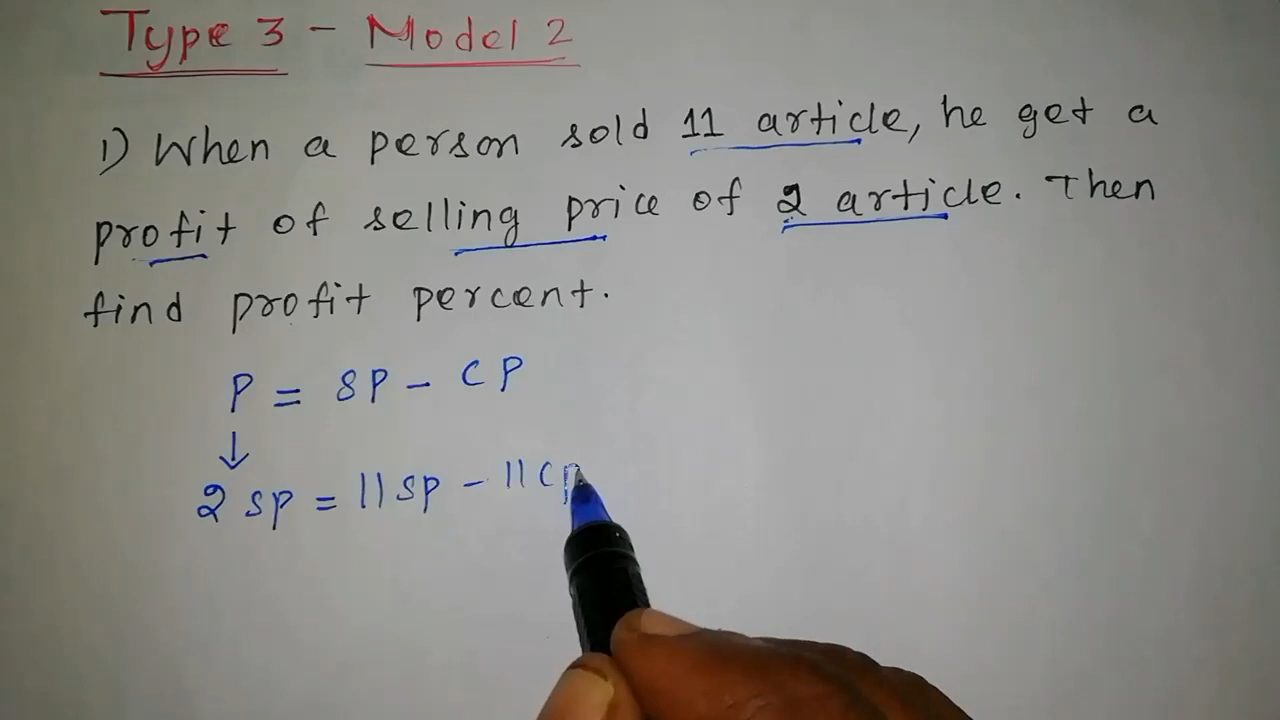 Type 3 - Model 2
1) When a person sold 11 article, he get a
profit of selling price of 2 article. Then
find profit percent.
P = SP - CP
↓
2 SP = 11 SP - 11 CP